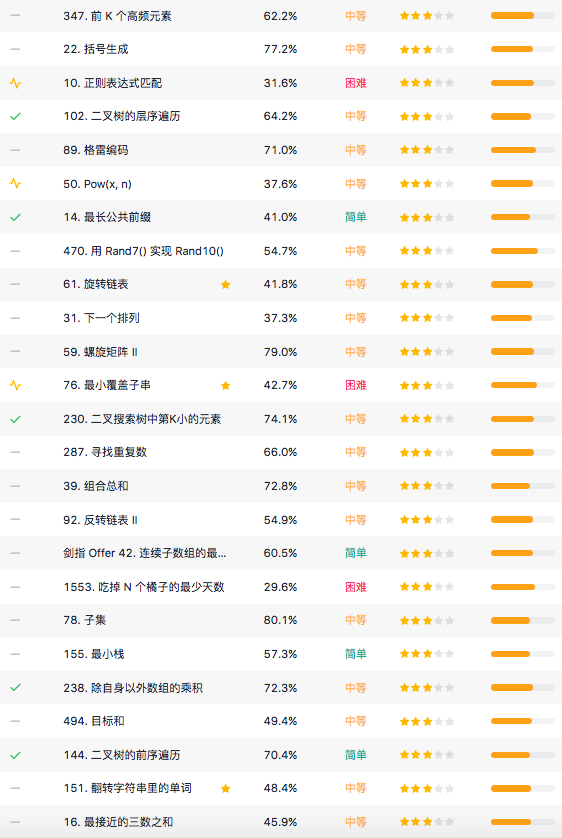 347. 前 K 个高频元素 62.2% 中等
22. 括号生成 77.2% 中等
10. 正则表达式匹配 31.6% 困难
102. 二叉树的层序遍历 64.2% 中等
89. 格雷编码 71.0% 中等
50. Pow(x, n) 37.6% 中等
14. 最长公共前缀 41.0% 简单
470. 用 Rand7() 实现 Rand10() 54.7% 中等
61. 旋转链表 41.8% 中等
31. 下一个排列 37.3% 中等
59. 螺旋矩阵 II 79.0% 中等
76. 最小覆盖子串 42.7% 困难
230. 二叉搜索树中第K小的元素 74.1% 中等
287. 寻找重复数 66.0% 中等
39. 组合总和 72.8% 中等
92. 反转链表 II 54.9% 中等
剑指 Offer 42. 连续子数组的最... 60.5% 简单
1553. 吃掉 N 个橘子的最少天数 29.6% 困难
78. 子集 80.1% 中等
155. 最小栈 57.3% 简单
238. 除自身以外数组的乘积 72.3% 中等
494. 目标和 49.4% 中等
144. 二叉树的前序遍历 70.4% 简单
151. 翻转字符串里的单词 48.4% 中等
16. 最接近的三数之和 45.9% 中等